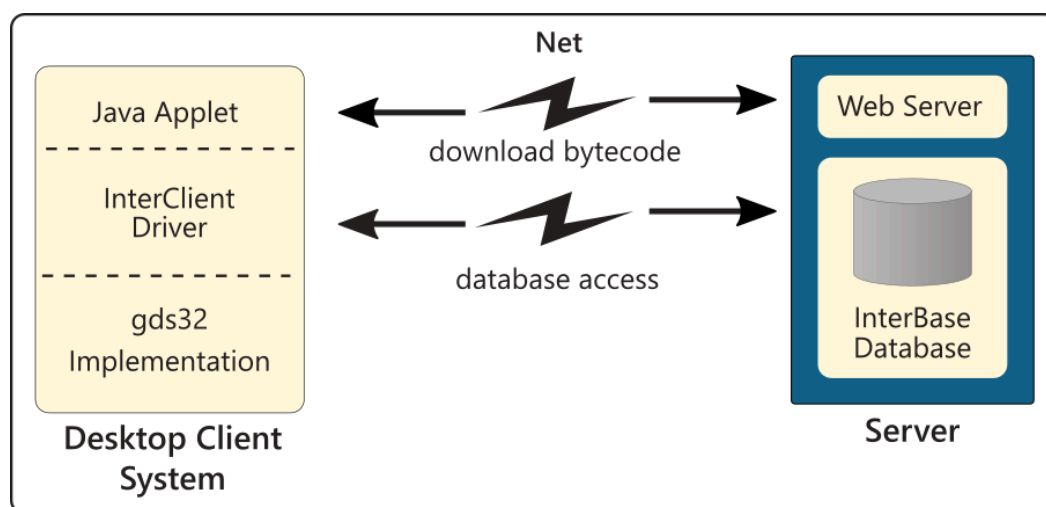 Net
Java Applet
download bytecode
Web Server
InterClient
Driver
database access
gds32
Implementation
InterBase
Database
Desktop Client
System
Server